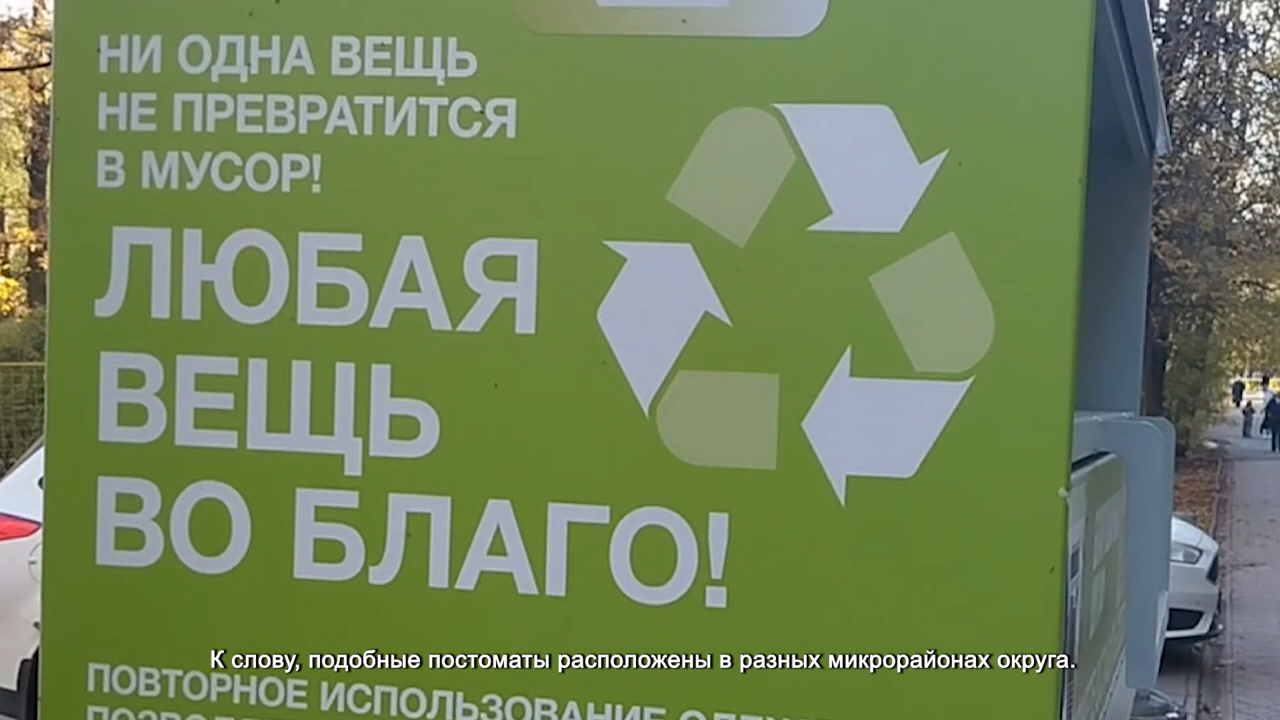 НИ ОДНА ВЕЩЬ
НЕ ПРЕВРАТИТСЯ
В МУСОР!
ЛЮБАЯ
ВЕЩЬ
ВО БЛАГО!
К слову, подобные постоматы расположены в разных микрорайонах округа.
ПОВТОРНОЕ ИСПОЛЬЗОВАНИЕ